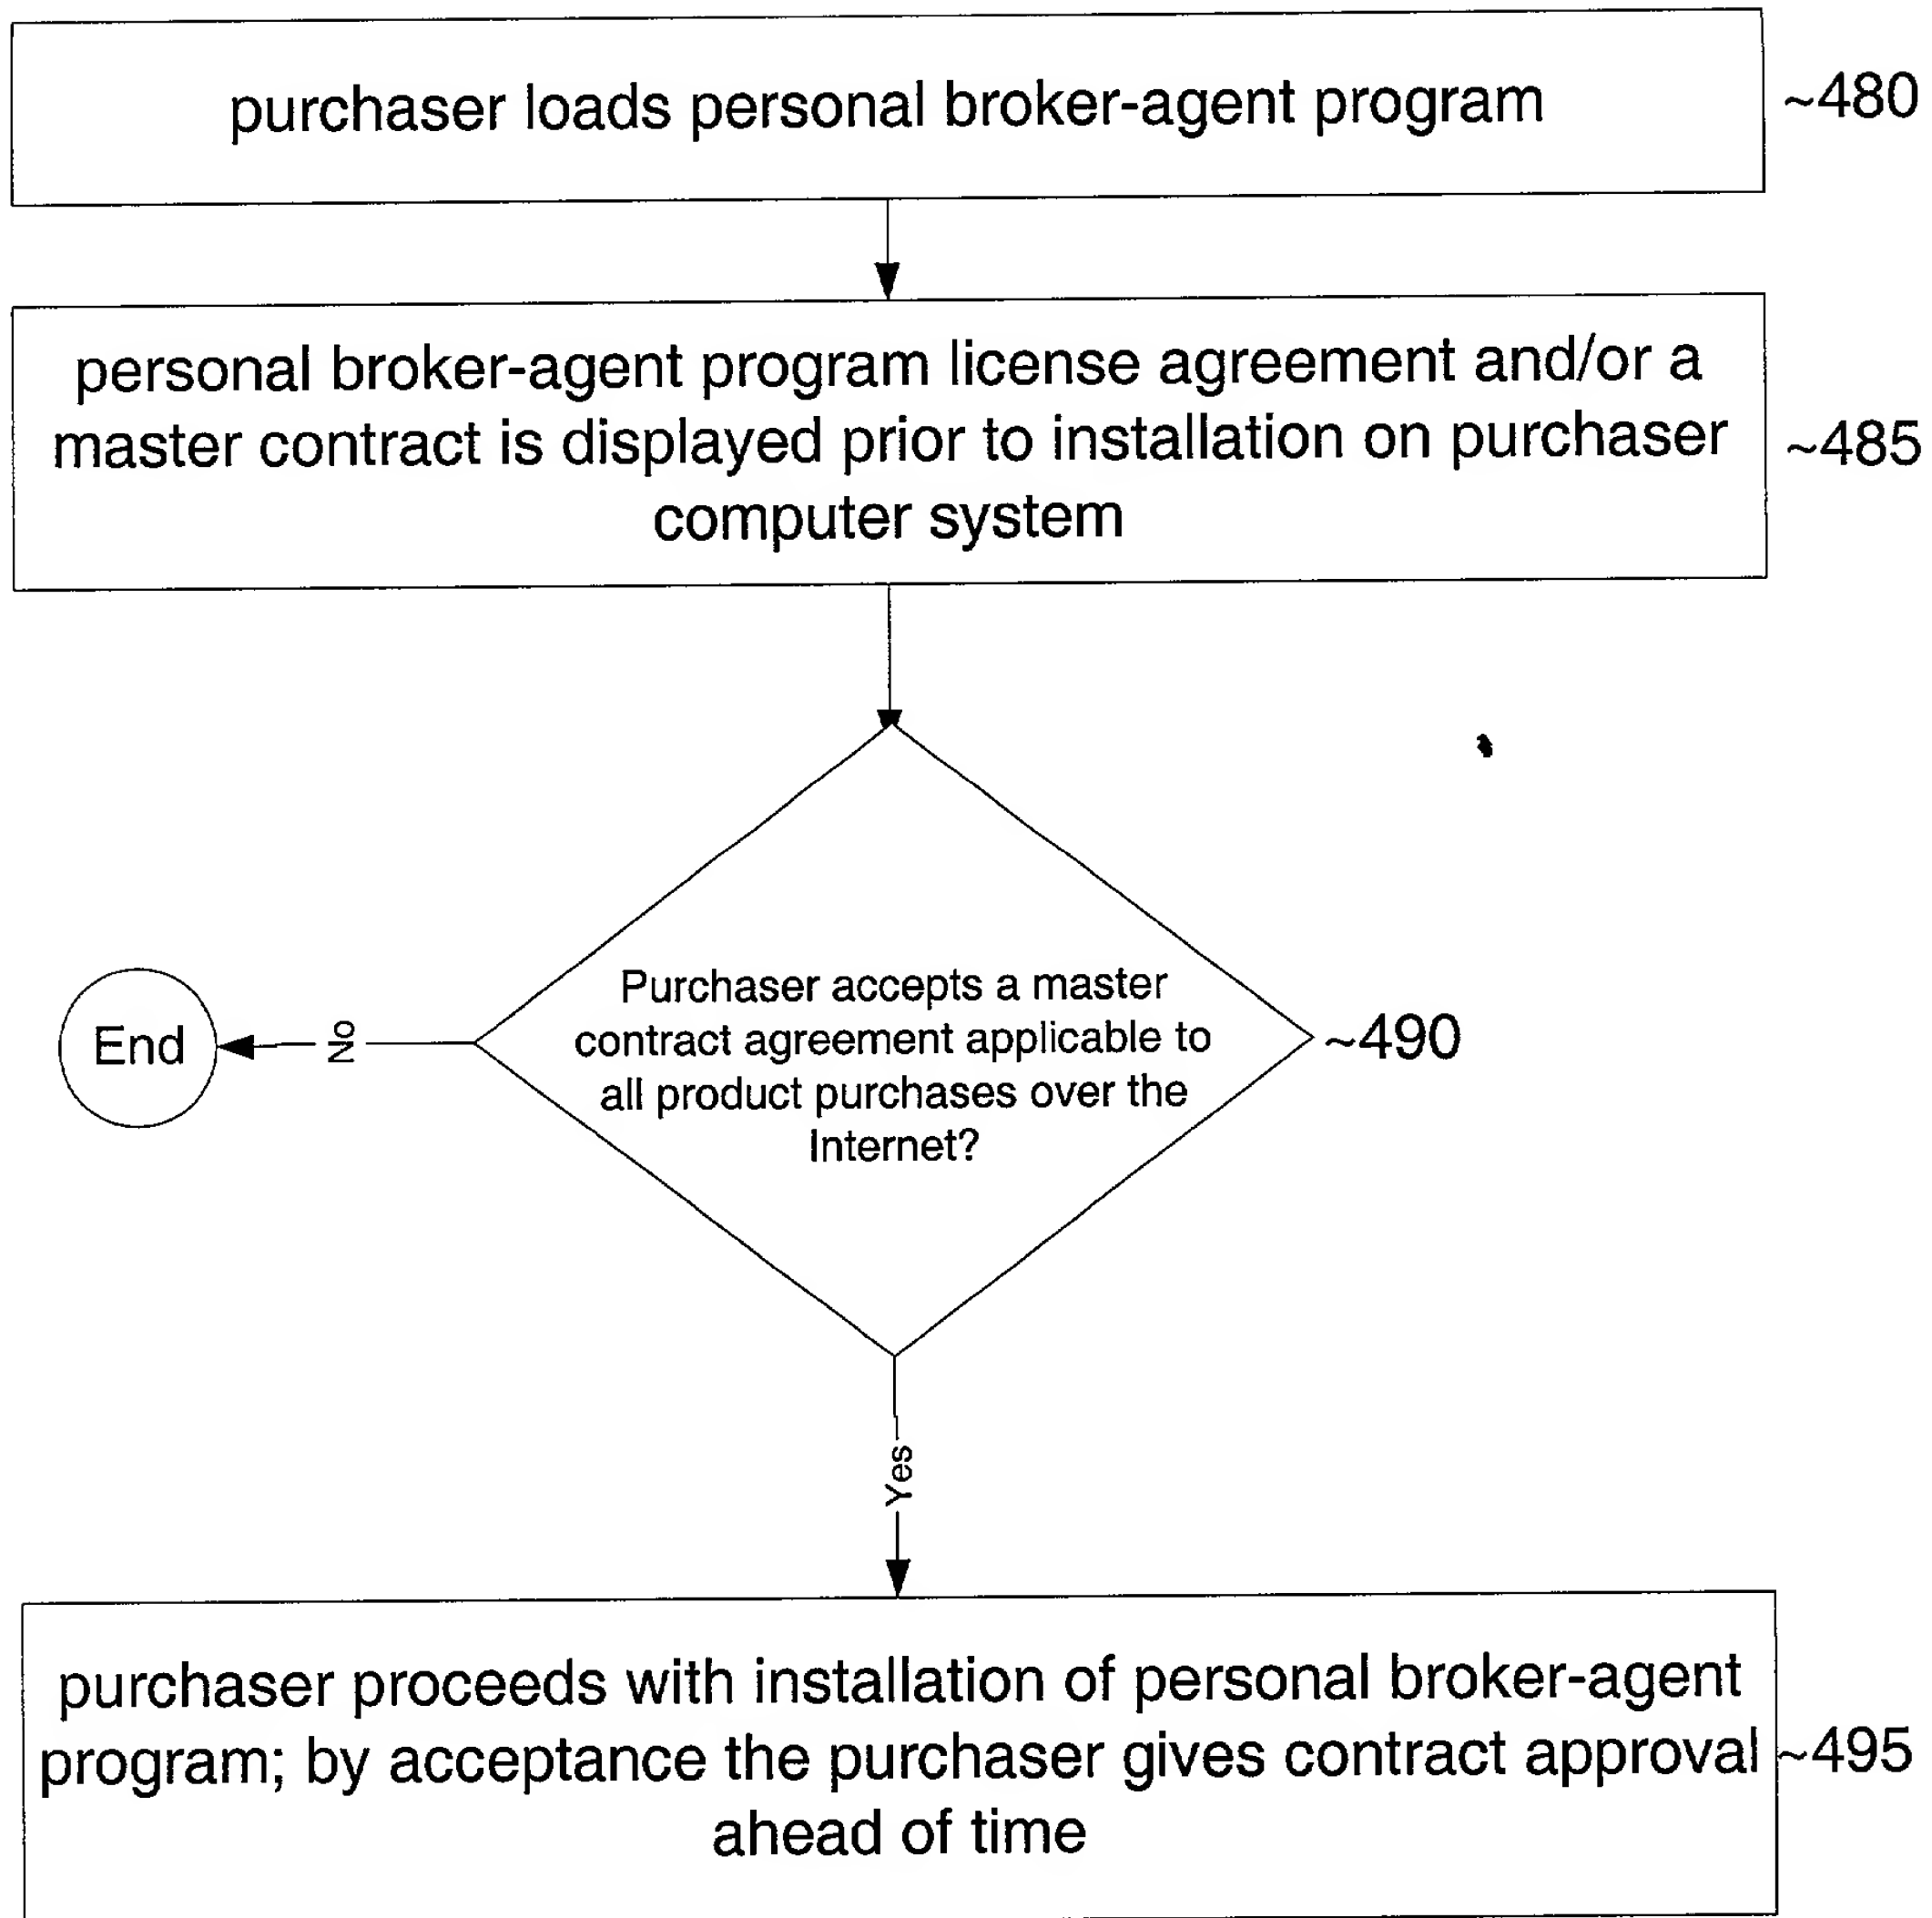 purchaser loads personal broker-agent program
~480
personal broker-agent program license agreement and/or a
master contract is displayed prior to installation on purchaser
computer system
~485
Purchaser accepts a master
contract agreement applicable to
all product purchases over the
Internet?
~490
No
End
Yes
purchaser proceeds with installation of personal broker-agent
program; by acceptance the purchaser gives contract approval
ahead of time
~495